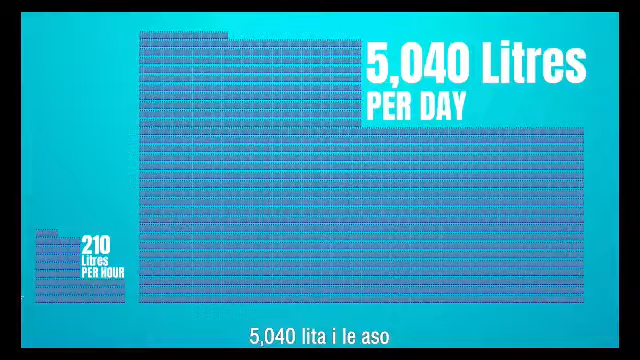 5,040 Litres
PER DAY
210
Litres
PER HOUR
5,040 lita i le aso